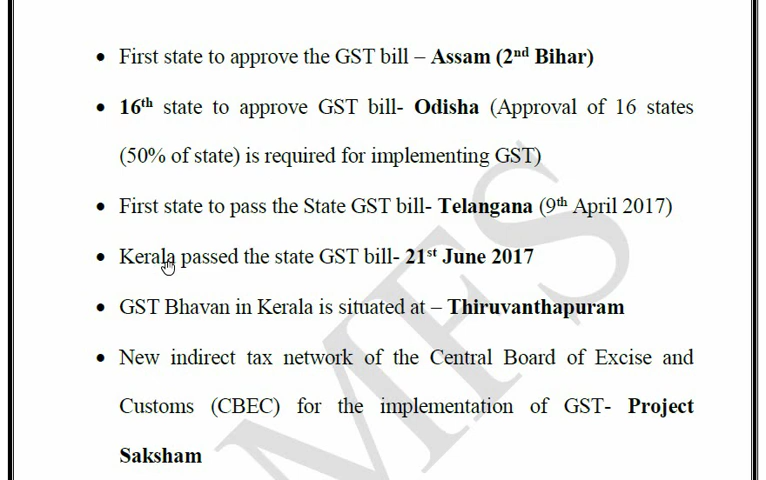 • First state to approve the GST bill – Assam (2nd Bihar)
• 16th state to approve GST bill- Odisha (Approval of 16 states
(50% of state) is required for implementing GST)
• First state to pass the State GST bill- Telangana (9th April 2017)
• Kerala passed the state GST bill- 21st June 2017
• GST Bhavan in Kerala is situated at – Thiruvanthapuram
• New indirect tax network of the Central Board of Excise and
Customs (CBEC) for the implementation of GST- Project
Saksham
MFS